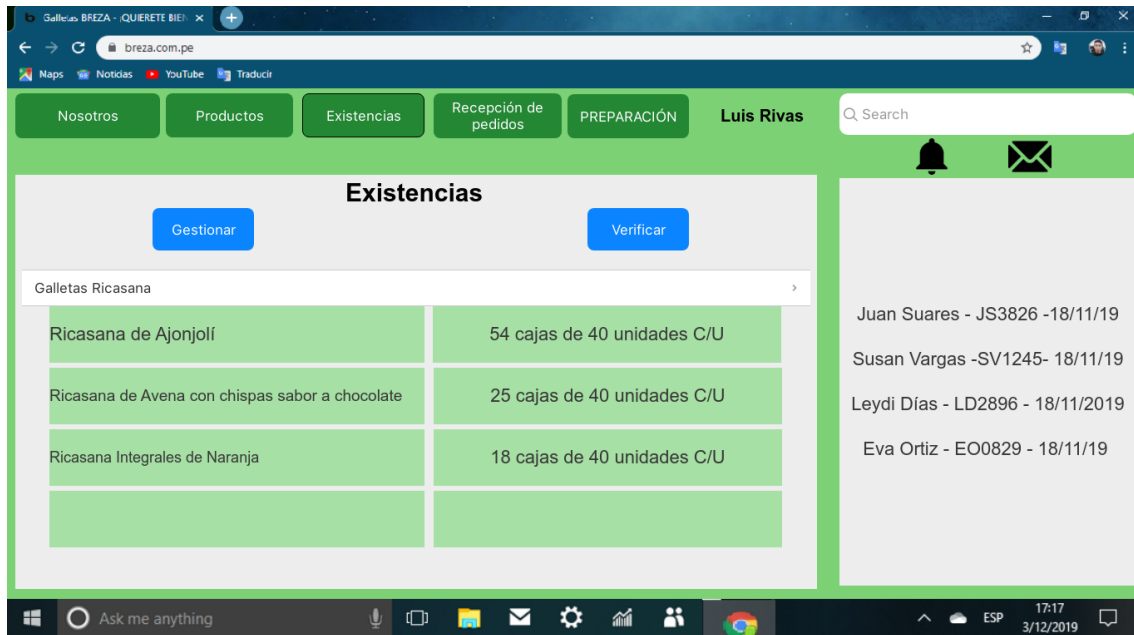 Galletas BREZA - ¡QUIERETE BIEN
breza.com.pe
Maps Noticias YouTube Traducir
Nosotros
Productos
Existencias
Recepción de
pedidos
PREPARACIÓN
Luis Rivas
Search
Existencias
Gestionar
Verificar
Galletas Ricasana
Ricasana de Ajonjolí
54 cajas de 40 unidades C/U
Ricasana de Avena con chispas sabor a chocolate
25 cajas de 40 unidades C/U
Ricasana Integrales de Naranja
18 cajas de 40 unidades C/U
Juan Suares - JS3826 -18/11/19
Susan Vargas -SV1245- 18/11/19
Leydi Días - LD2896 - 18/11/2019
Eva Ortiz - EO0829 - 18/11/19
Ask me anything
ESP
17:17
3/12/2019